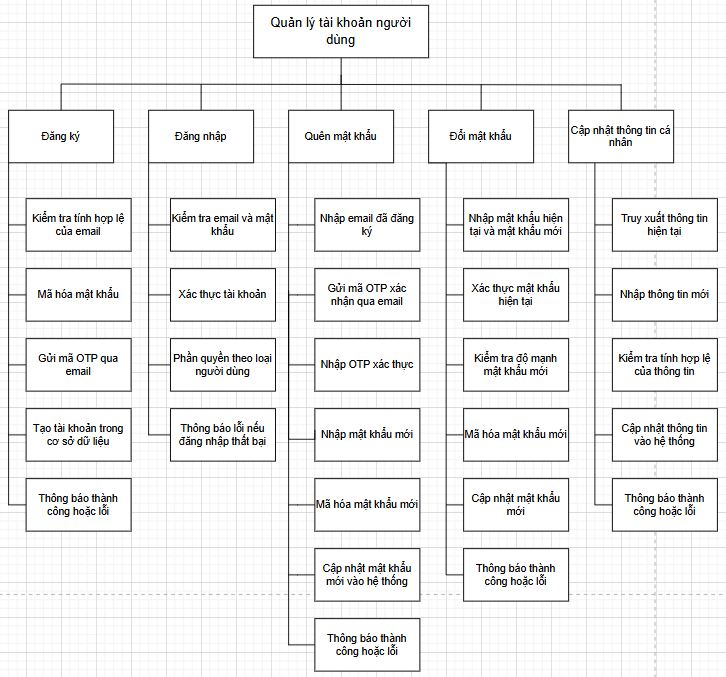 Quản lý tài khoản người
dùng
Đăng ký
Đăng nhập
Quên mật khẩu
Đổi mật khẩu
Cập nhật thông tin cá
nhân
Kiểm tra tính hợp lệ
của email
Mã hóa mật khẩu
Gửi mã OTP qua
email
Tạo tài khoản trong
cơ sở dữ liệu
Thông báo thành
công hoặc lỗi
Kiểm tra email và mật
khẩu
Xác thực tài khoản
Phần quyền theo loại
người dùng
Thông báo lỗi nếu
đăng nhập thất bại
Nhập email đã đăng
ký
Gửi mã OTP xác
nhận qua email
Nhập OTP xác thực
Nhập mật khẩu mới
Mã hóa mật khẩu mới
Cập nhật mật khẩu
mới vào hệ thống
Thông báo thành
công hoặc lỗi
Nhập mật khẩu hiện
tại và mật khẩu mới
Xác thực mật khẩu
hiện tại
Kiểm tra độ mạnh
mật khẩu mới
Mã hóa mật khẩu mới
Cập nhật mật khẩu
mới
Thông báo thành
công hoặc lỗi
Truy xuất thông tin
hiện tại
Nhập thông tin mới
Kiểm tra tính hợp lệ
của thông tin
Cập nhật thông tin
vào hệ thống
Thông báo thành
công hoặc lỗi